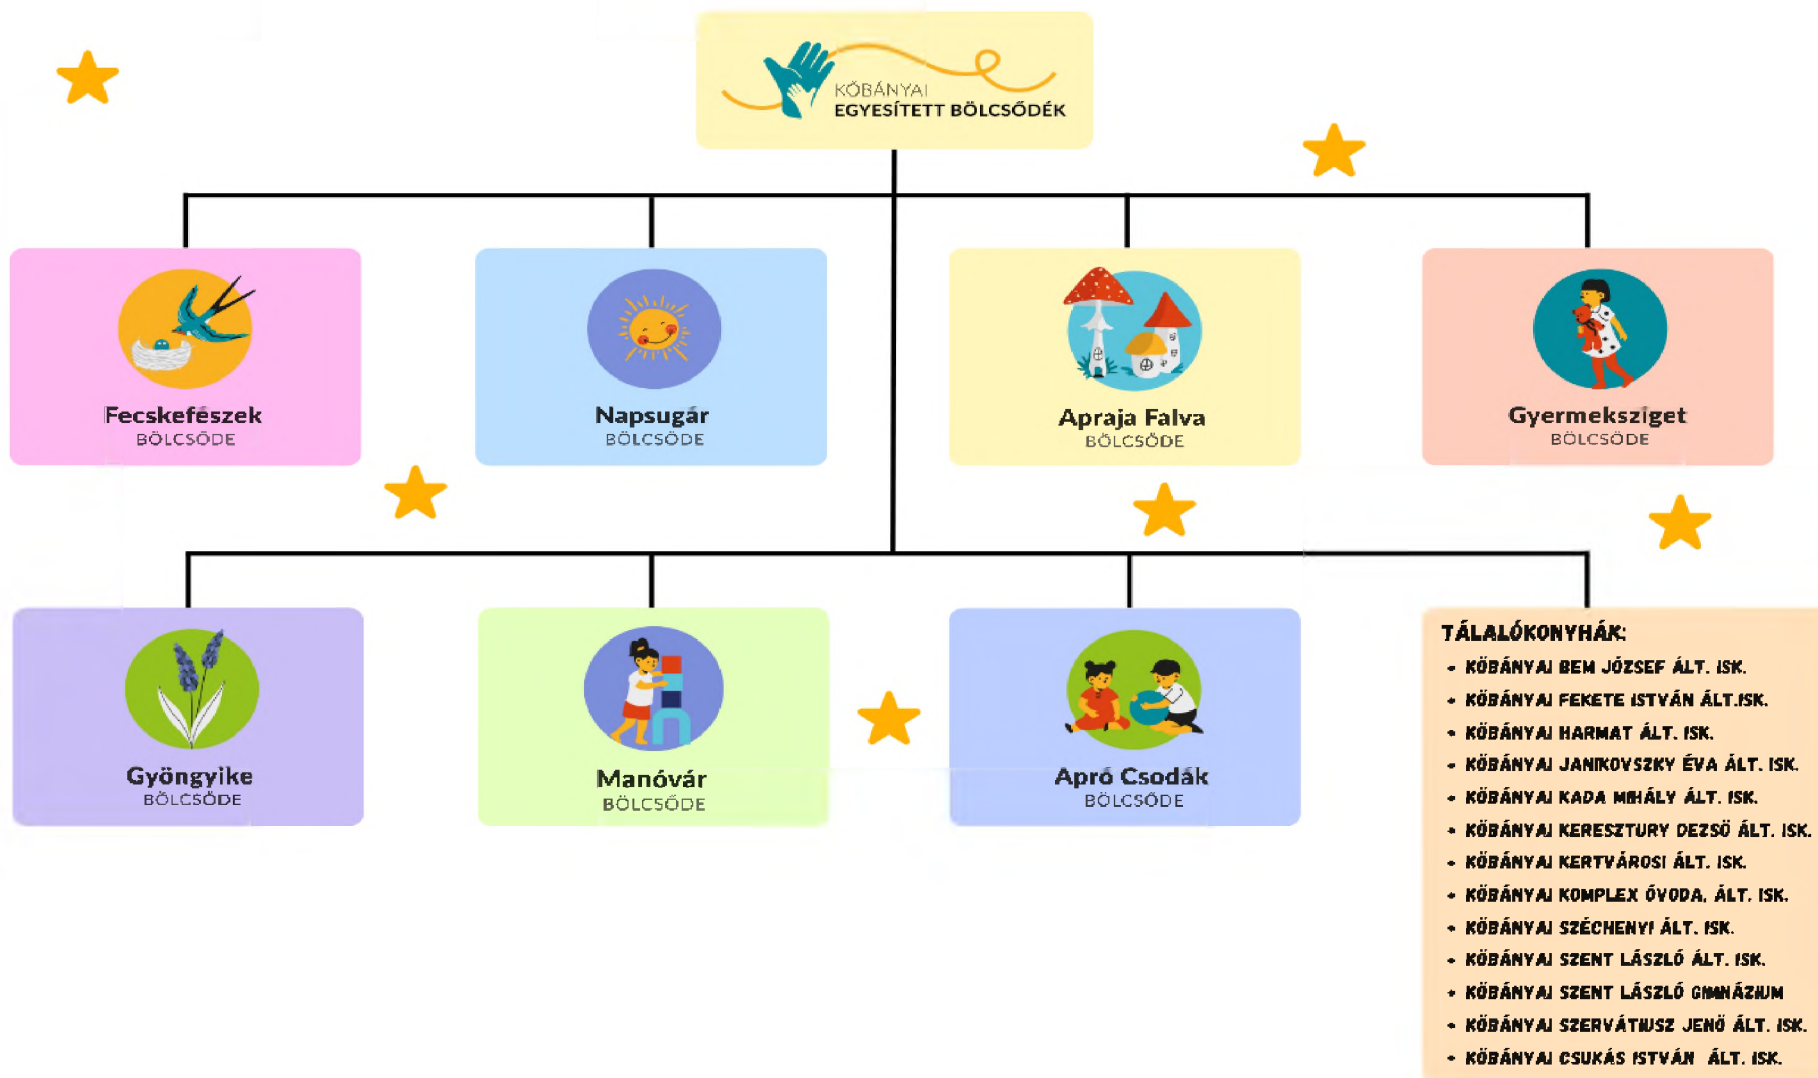 KŐBÁNYAI
EGYESÍTETT BÖLCSŐDÉK
Fecskefészek
BÖLCSŐDE
Napsugár
BÖLCSŐDE
Apraja Falva
BÖLCSŐDE
Gyermeksziget
BÖLCSŐDE
Gyöngyike
BÖLCSŐDE
Manóvár
BÖLCSŐDE
Apró Csodák
BÖLCSŐDE
TÁLALÓKONYHÁK:
- KŐBÁNYAI BEM JÓZSEF ÁLT. ISK.
- KŐBÁNYAI FEKETE ISTVÁN ÁLT.ISK.
- KŐBÁNYAI HARMAT ÁLT. ISK.
- KŐBÁNYAI JANIKOVSZKY ÉVA ÁLT. ISK.
- KŐBÁNYAI KADA MIHÁLY ÁLT. ISK.
- KŐBÁNYAI KERESZTURY DEZSŐ ÁLT. ISK.
- KŐBÁNYAI KERTVÁROSI ÁLT. ISK.
- KŐBÁNYAI KOMPLEX ÓVODA, ÁLT. ISK.
- KŐBÁNYAI SZÉCHENYI ÁLT. ISK.
- KŐBÁNYAI SZENT LÁSZLÓ ÁLT. ISK.
- KŐBÁNYAI SZENT LÁSZLÓ GIMNÁZIUM
- KŐBÁNYAI SZERVÁTIUSZ JENŐ ÁLT. ISK.
- KŐBÁNYAI CSUKÁS ISTVÁN ÁLT. ISK.